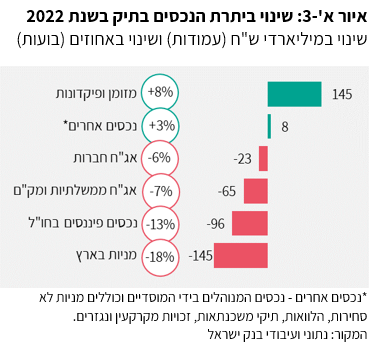 איור א'-3: שינוי ביתרת הנכסים בתיק בשנת 2022
שינוי במיליארדי ש"ח (עמודות) ושינוי באחוזים (בועות)
מזומן ופיקדונות +8% 145
נכסים אחרים* +3% 8
אג"ח חברות -6% -23
אג"ח ממשלתיות ומק"ם -7% -65
נכסים פיננסים בחו"ל -13% -96
מניות בארץ -18% -145
*נכסים אחרים - נכסים המנוהלים בידי המוסדיים וכוללים מניות לא
סחירות, הלוואות, תיקי משכנתאות, זכויות מקרקעין ונגזרים.
המקור: נתוני ועיבודי בנק ישראל